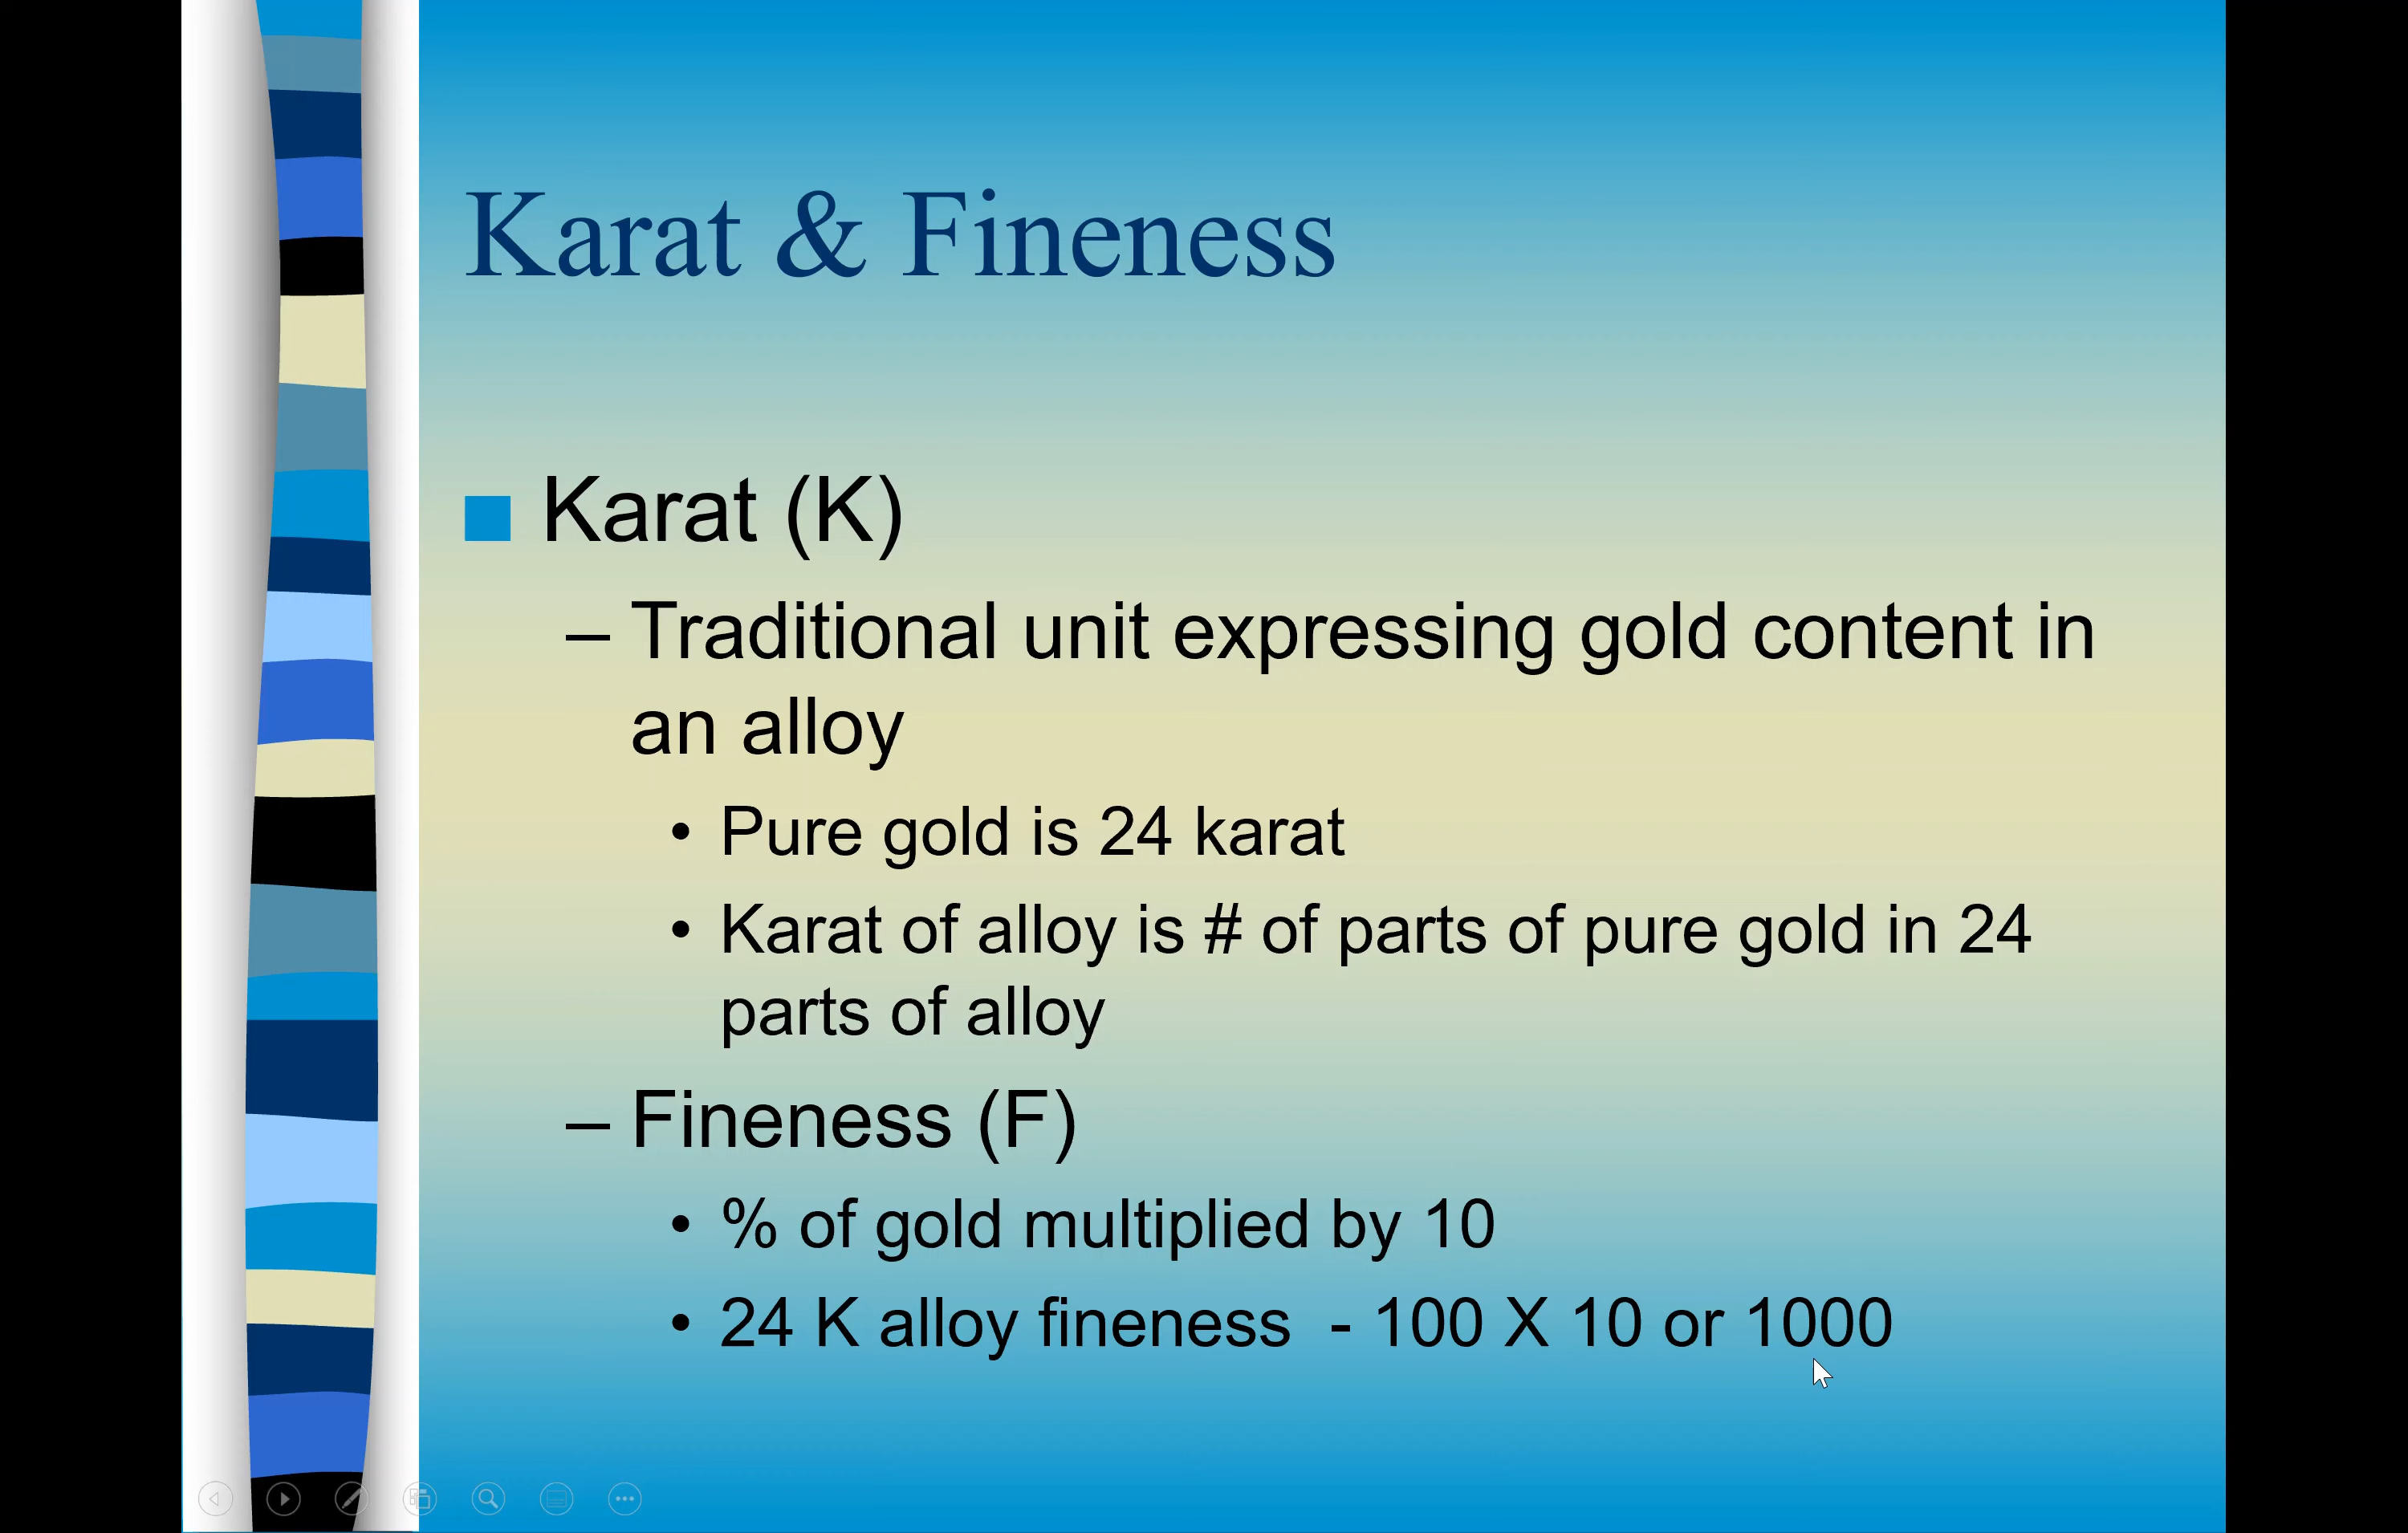 Karat & Fineness
Karat (K)
– Traditional unit expressing gold content in
an alloy
• Pure gold is 24 karat
• Karat of alloy is # of parts of pure gold in 24
parts of alloy
– Fineness (F)
• % of gold multiplied by 10
• 24 K alloy fineness  - 100 X 10 or 1000